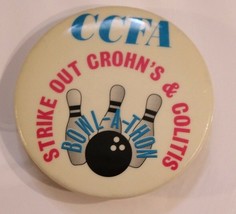 CCFA
STRIKE OUT CROHN'S & COLITIS
BOWL-A-THON